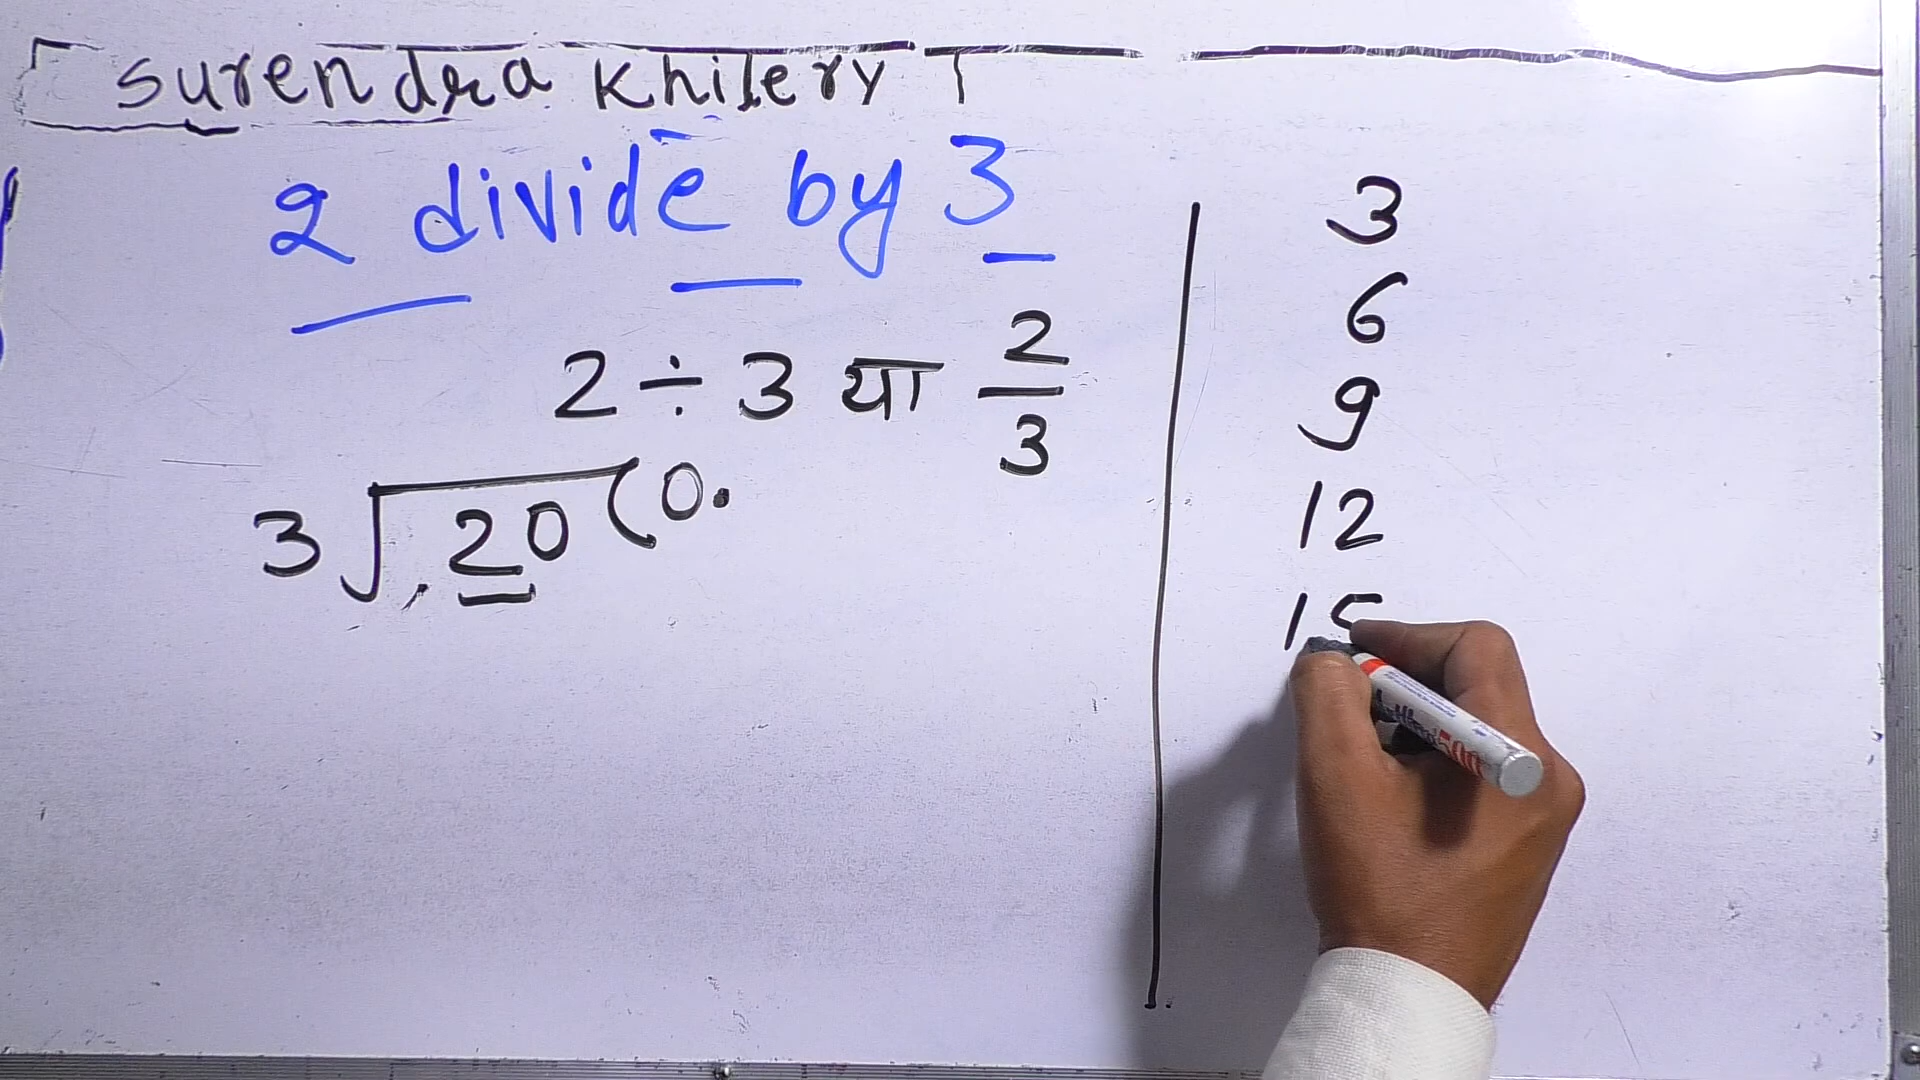 Surendra Khilery
2 divide by 3
2 ÷ 3 या 2/3
3 20 ( 0.
3
6
9
12
15